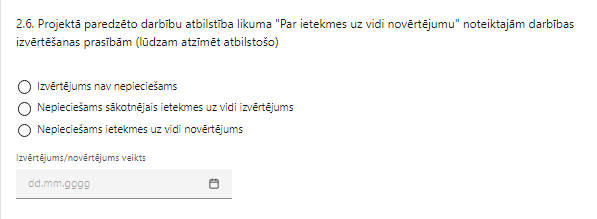 2.6. Projektā paredzēto darbību atbilstība likuma "Par ietekmes uz vidi novērtējumu" noteiktajām darbības
izvērtēšanas prasībām (lūdzam atzīmēt atbilstošo)
Izvērtējums nav nepieciešams
Nepieciešams sākotnējais ietekmes uz vidi izvērtējums
Nepieciešams ietekmes uz vidi novērtējums
Izvērtējums/novērtējums veikts
dd.mm.gggg